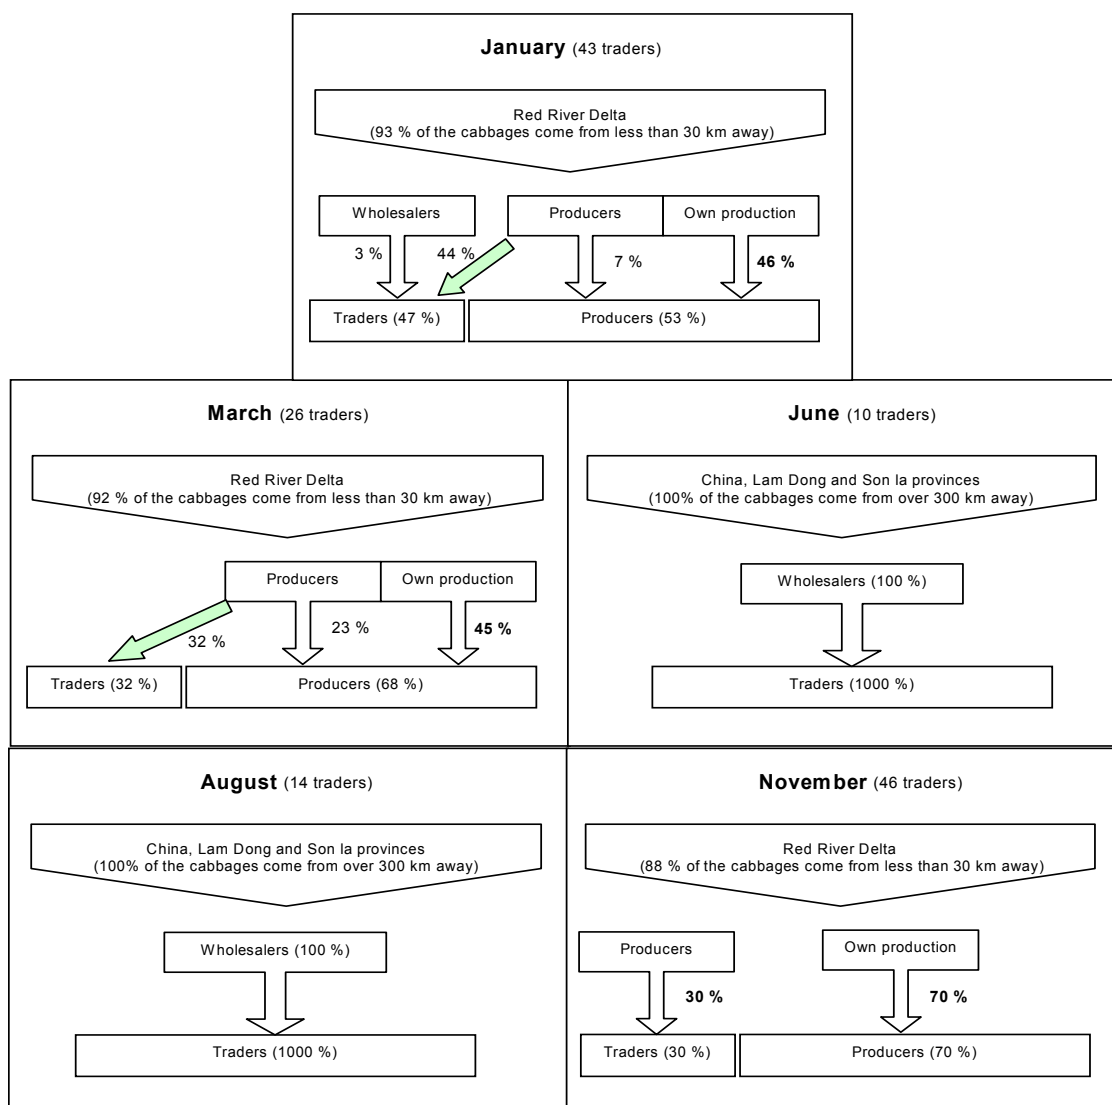 January (43 traders)
Red River Delta
(93 % of the cabbages come from less than 30 km away)
Wholesalers
Producers
Own production
3 %
44 %
7 %
46 %
Traders (47 %)
Producers (53 %)
March (26 traders)
Red River Delta
(92 % of the cabbages come from less than 30 km away)
Producers
Own production
32 %
23 %
45 %
Traders (32 %)
Producers (68 %)
June (10 traders)
China, Lam Dong and Son la provinces
(100% of the cabbages come from over 300 km away)
Wholesalers (100 %)
Traders (1000 %)
August (14 traders)
China, Lam Dong and Son la provinces
(100% of the cabbages come from over 300 km away)
Wholesalers (100 %)
Traders (1000 %)
November (46 traders)
Red River Delta
(88 % of the cabbages come from less than 30 km away)
Producers
Own production
30 %
70 %
Traders (30 %)
Producers (70 %)